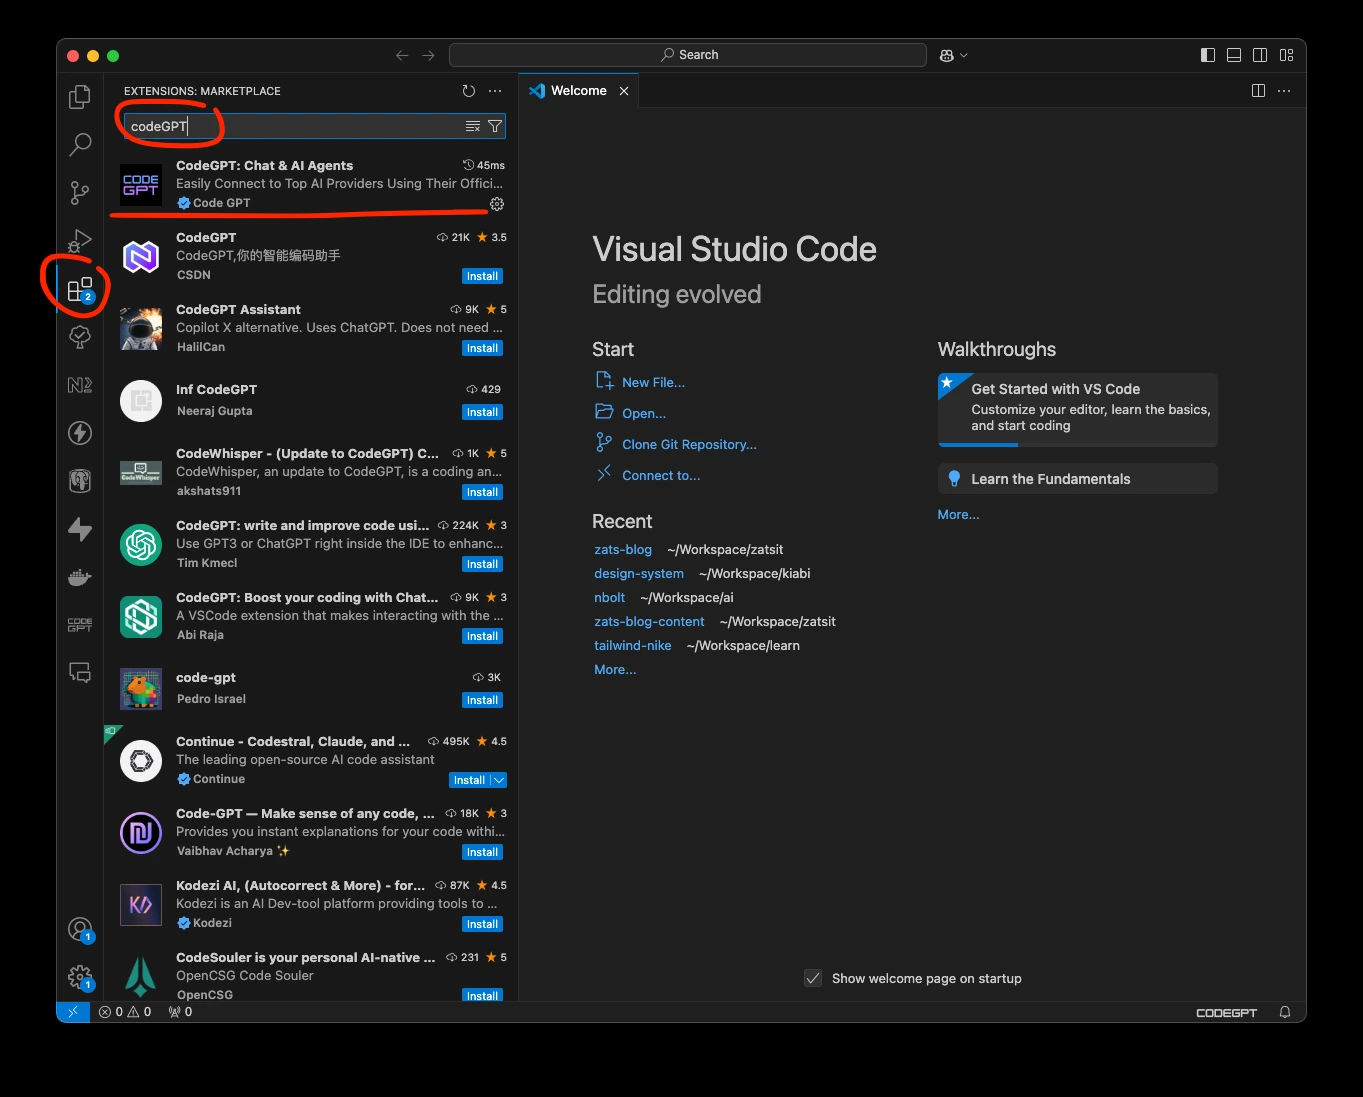 Search
EXTENSIONS: MARKETPLACE
Welcome
codeGPT
CODE
GPT
CodeGPT: Chat & AI Agents
45ms
Easily Connect to Top AI Providers Using Their Offici...
Code GPT
CodeGPT
21K
3.5
CodeGPT,你的智能编码助手
CSDN
Install
2
CodeGPT Assistant
9K
5
Copilot X alternative. Uses ChatGPT. Does not need ...
HalilCan
Install
Inf CodeGPT
429
Neeraj Gupta
Install
CodeWhisper - (Update to CodeGPT) C...
1K
5
CodeWhisper, an update to CodeGPT, is a coding an...
CodeWhisper
akshats911
Install
CodeGPT: write and improve code usi...
224K
3
Use GPT3 or ChatGPT right inside the IDE to enhanc...
Tim Kmecl
Install
CodeGPT: Boost your coding with Chat...
9K
3
A VSCode extension that makes interacting with the ...
Abi Raja
Install
CODE
GPT
code-gpt
3K
Pedro Israel
Install
Continue - Codestral, Claude, and ...
495K
4.5
The leading open-source AI code assistant
Continue
Install
Code-GPT — Make sense of any code, ...
18K
3
Provides you instant explanations for your code withi...
Vaibhav Acharya ✨
Install
Kodezi AI, (Autocorrect & More) - for...
87K
4.5
Kodezi is an AI Dev-tool platform providing tools to ...
Kodezi
Install
1
CodeSouler is your personal AI-native ...
231
5
OpenCSG Code Souler
OpenCSG
Install
1
Visual Studio Code
Editing evolved
Start
New File...
Open...
Clone Git Repository...
Connect to...
Recent
zats-blog ~/Workspace/zatsit
design-system ~/Workspace/kiabi
nbolt ~/Workspace/ai
zats-blog-content ~/Workspace/zatsit
tailwind-nike ~/Workspace/learn
More...
Walkthroughs
Get Started with VS Code
Customize your editor, learn the basics,
and start coding
Learn the Fundamentals
More...
Show welcome page on startup
0 0 0
CODEGPT